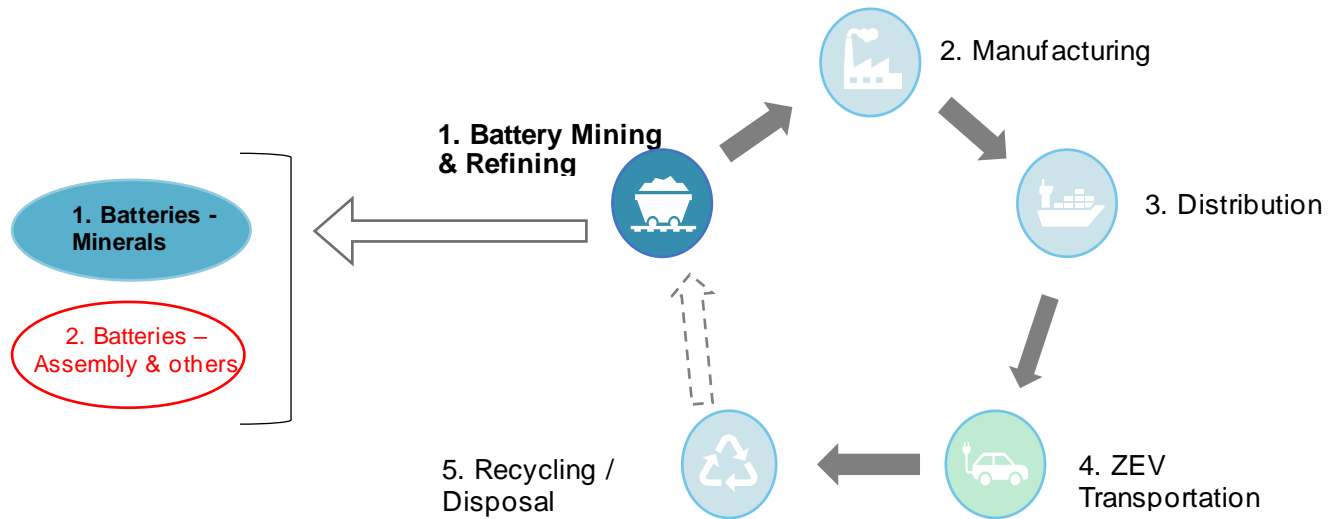 2. Manufacturing
1. Battery Mining
& Refining
3. Distribution
1. Batteries -
Minerals
2. Batteries –
Assembly & others
5. Recycling /
Disposal
4. ZEV
Transportation